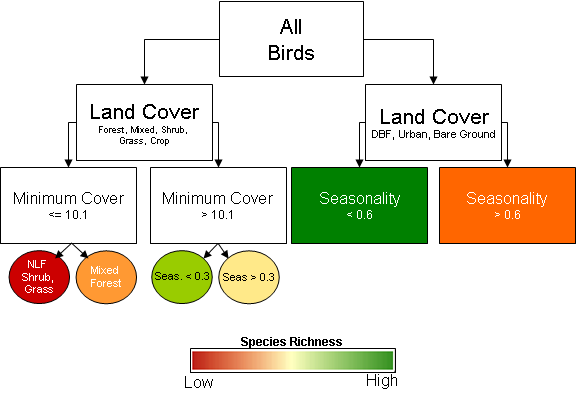 All
Birds
Land Cover
Forest, Mixed, Shrub,
Grass, Crop
Land Cover
DBF, Urban, Bare Ground
Minimum Cover
<= 10.1
Minimum Cover
> 10.1
Seasonality
< 0.6
Seasonality
> 0.6
NLF
Shrub,
Grass
Mixed
Forest
Seas. < 0.3
Seas > 0.3
Species Richness
Low
High